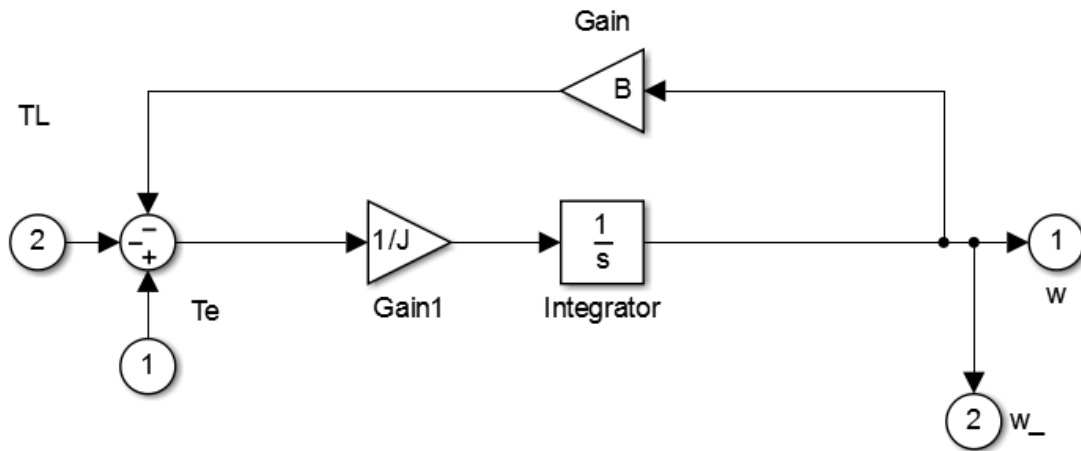 Gain
B
TL
2
−
−
+
1/J
1
s
1
Te
Gain1
Integrator
w
1
2
w_